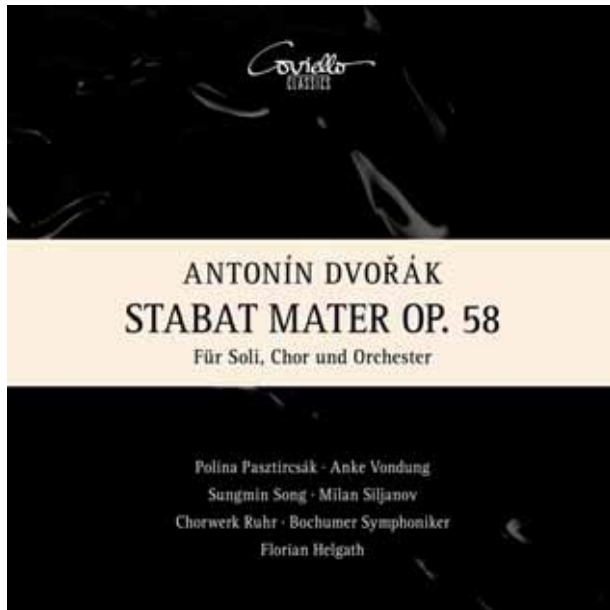 Coviello
CLASSICS
ANTONÍN DVOŘÁK
STABAT MATER OP. 58
Für Soli, Chor und Orchester
Polina Pasztircsák · Anke Vondung
Sungmin Song · Milan Siljanov
Chorwerk Ruhr · Bochumer Symphoniker
Florian Helgath